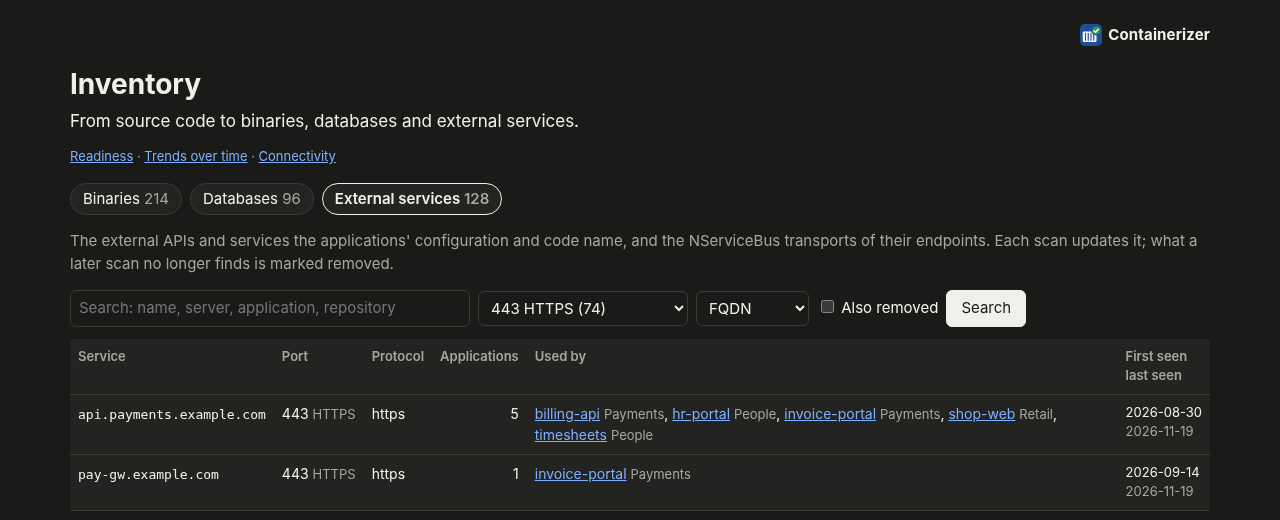 Containerizer
Inventory
From source code to binaries, databases and external services.
Readiness · Trends over time · Connectivity
Binaries 214 Databases 96 External services 128
The external APIs and services the applications' configuration and code name, and the NServiceBus transports of their endpoints. Each scan updates it; what a
later scan no longer finds is marked removed.
Search: name, server, application, repository 443 HTTPS (74) FQDN Also removed Search
Service Port Protocol Applications Used by First seen
last seen
api.payments.example.com 443 HTTPS https 5 billing-api Payments, hr-portal People, invoice-portal Payments, shop-web Retail, 2026-08-30
timesheets People 2026-11-19
pay-gw.example.com 443 HTTPS https 1 invoice-portal Payments 2026-09-14
2026-11-19